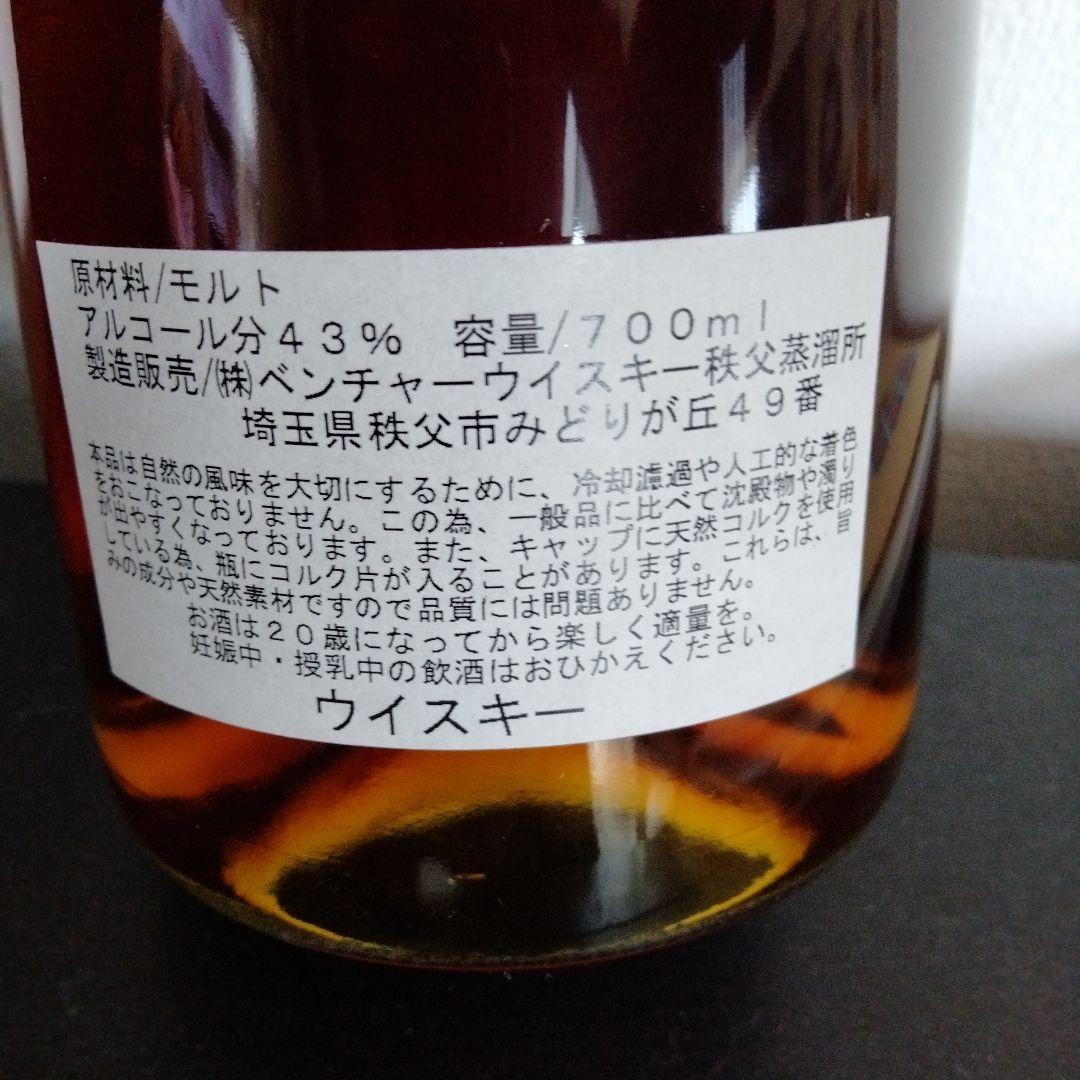 原材料/モルト
アルコール分43% 容量/700ml
製造販売/㈱ベンチャーウイスキー秩父蒸溜所
埼玉県秩父市みどりが丘49番
本品は自然の風味を大切にするために、冷却濾過や人工的な着色
をおこなっておりません。この為、一般品に比べて沈殿物や濁り
が出やすくなっております。また、キャップに天然コルクを使用
している為、瓶にコルク片が入ることがあります。これらは、旨
みの成分や天然素材ですので品質には問題ありません。
お酒は20歳になってから楽しく適量を。
妊娠中・授乳中の飲酒はおひかえください。
ウイスキー